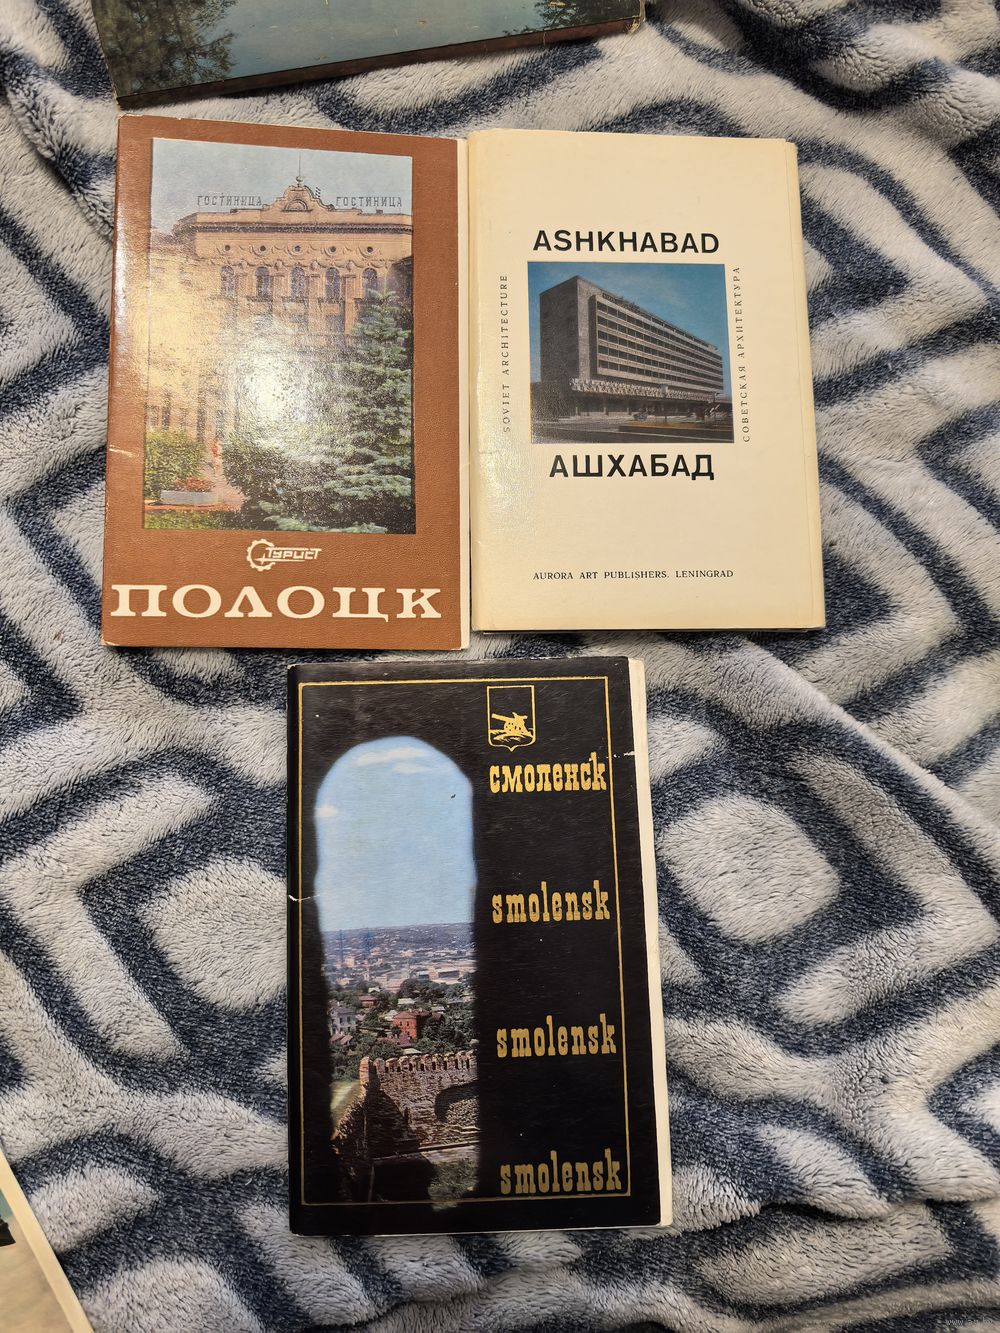 ГОСТИНИЦА ГОСТИНИЦА
ТУРИСТ
ПОЛОЦК
ASHKHABAD
SOVIET ARCHITECTURE
СОВЕТСКАЯ АРХИТЕКТУРА
АШХАБАД
AURORA ART PUBLISHERS. LENINGRAD
смоленск
smolensk
smolensk
smolensk